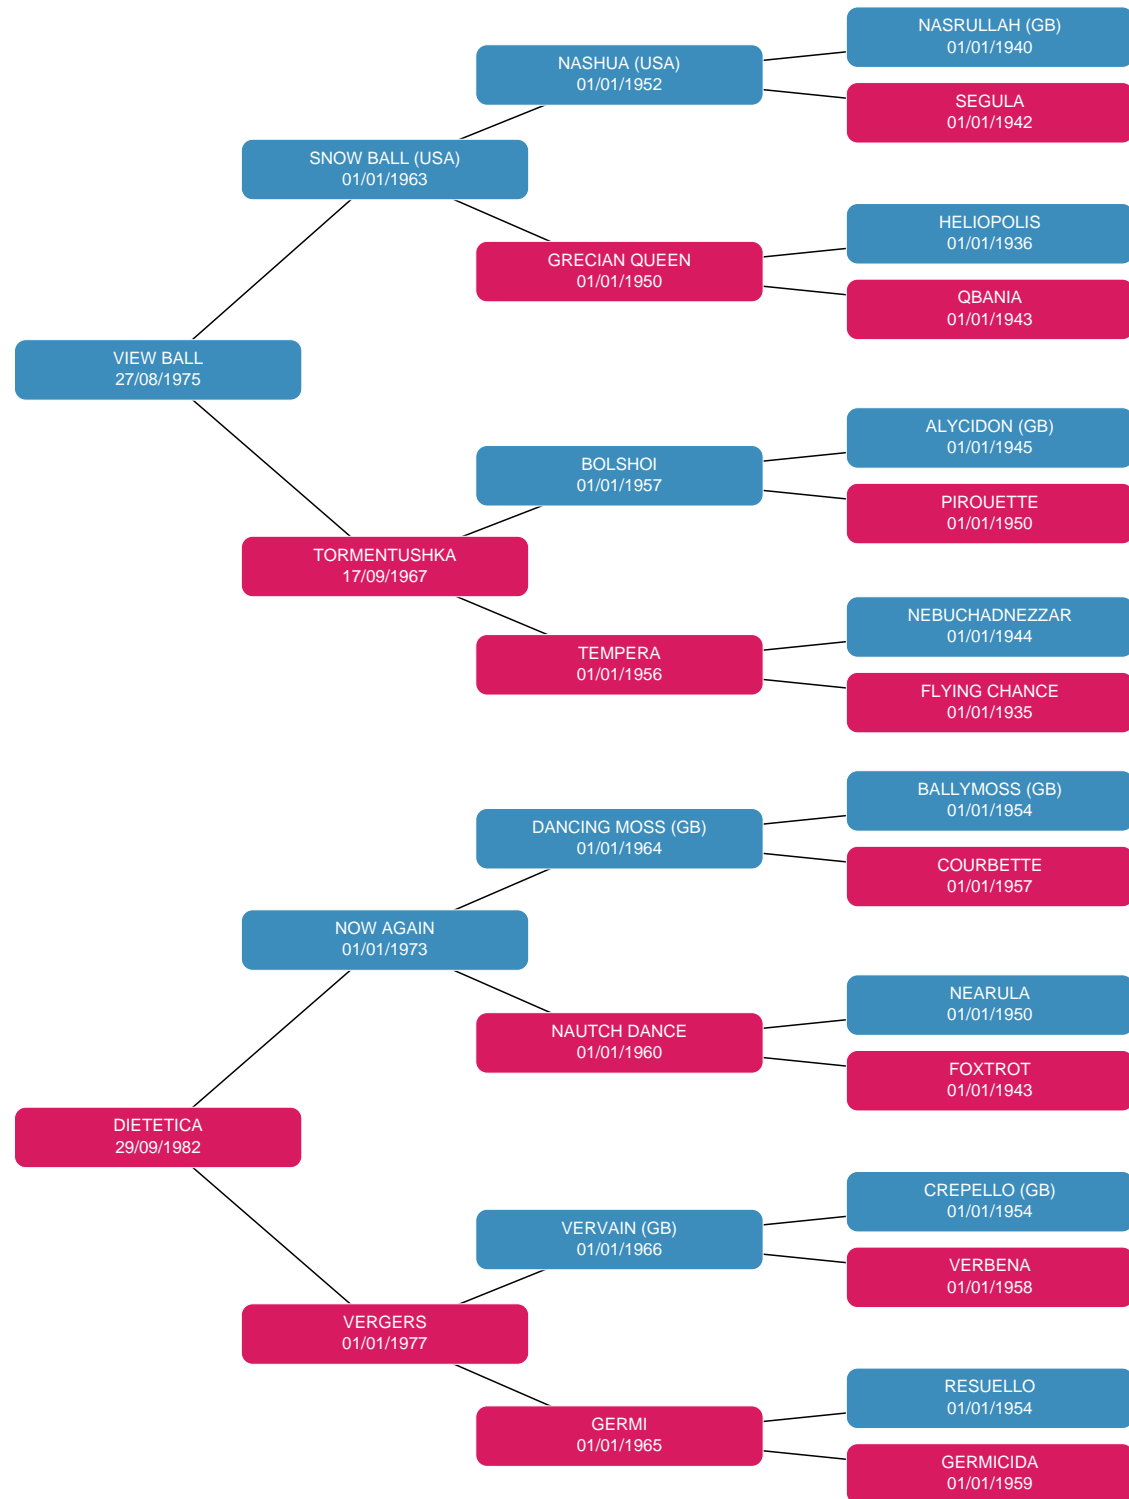 NASRULLAH (GB)
01/01/1940
NASHUA (USA)
01/01/1952
SEGULA
01/01/1942
SNOW BALL (USA)
01/01/1963
HELIOPOLIS
01/01/1936
GRECIAN QUEEN
01/01/1950
QBANIA
01/01/1943
VIEW BALL
27/08/1975
ALYCIDON (GB)
01/01/1945
BOLSHOI
01/01/1957
PIROUETTE
01/01/1950
TORMENTUSHKA
17/09/1967
NEBUCHADNEZZAR
01/01/1944
TEMPERA
01/01/1956
FLYING CHANCE
01/01/1935
BALLYMOSS (GB)
01/01/1954
DANCING MOSS (GB)
01/01/1964
COURBETTE
01/01/1957
NOW AGAIN
01/01/1973
NEARULA
01/01/1950
NAUTCH DANCE
01/01/1960
FOXTROT
01/01/1943
DIETETICA
29/09/1982
CREPELLO (GB)
01/01/1954
VERVAIN (GB)
01/01/1966
VERBENA
01/01/1958
VERGERS
01/01/1977
RESUELLO
01/01/1954
GERMI
01/01/1965
GERMICIDA
01/01/1959